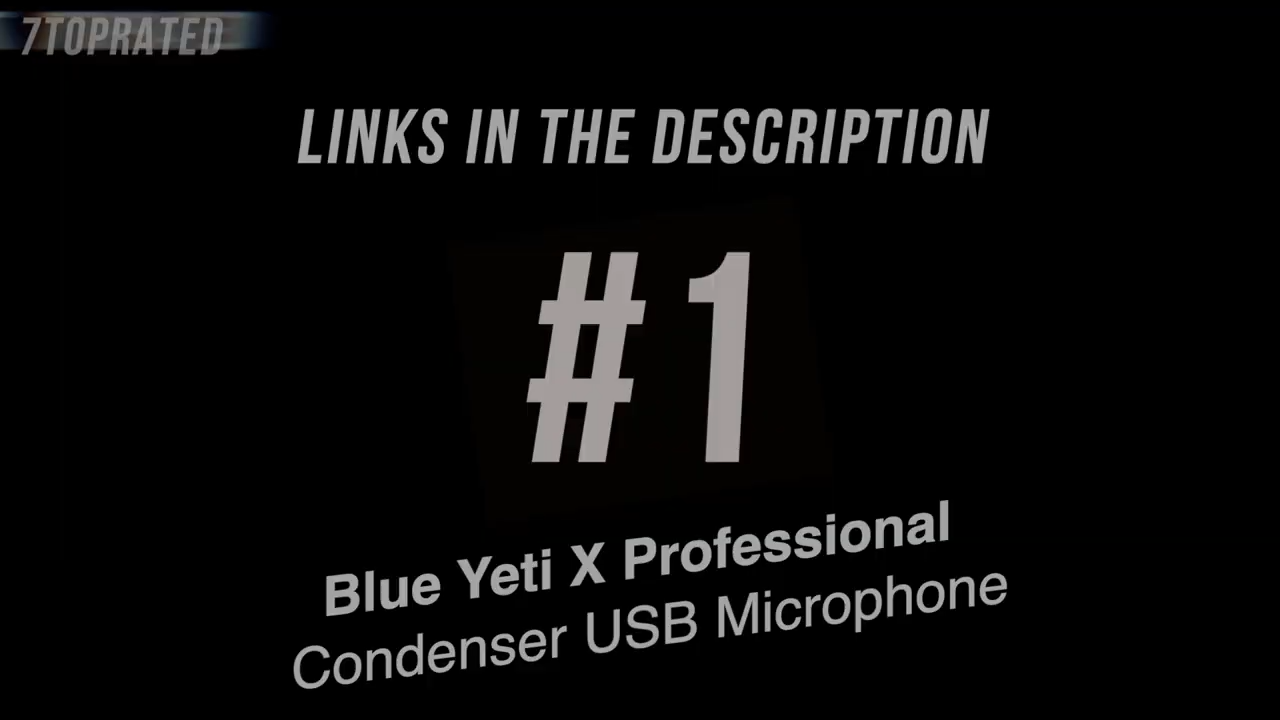 7TOPRATED
LINKS IN THE DESCRIPTION
#1
Blue Yeti X Professional
Condenser USB Microphone